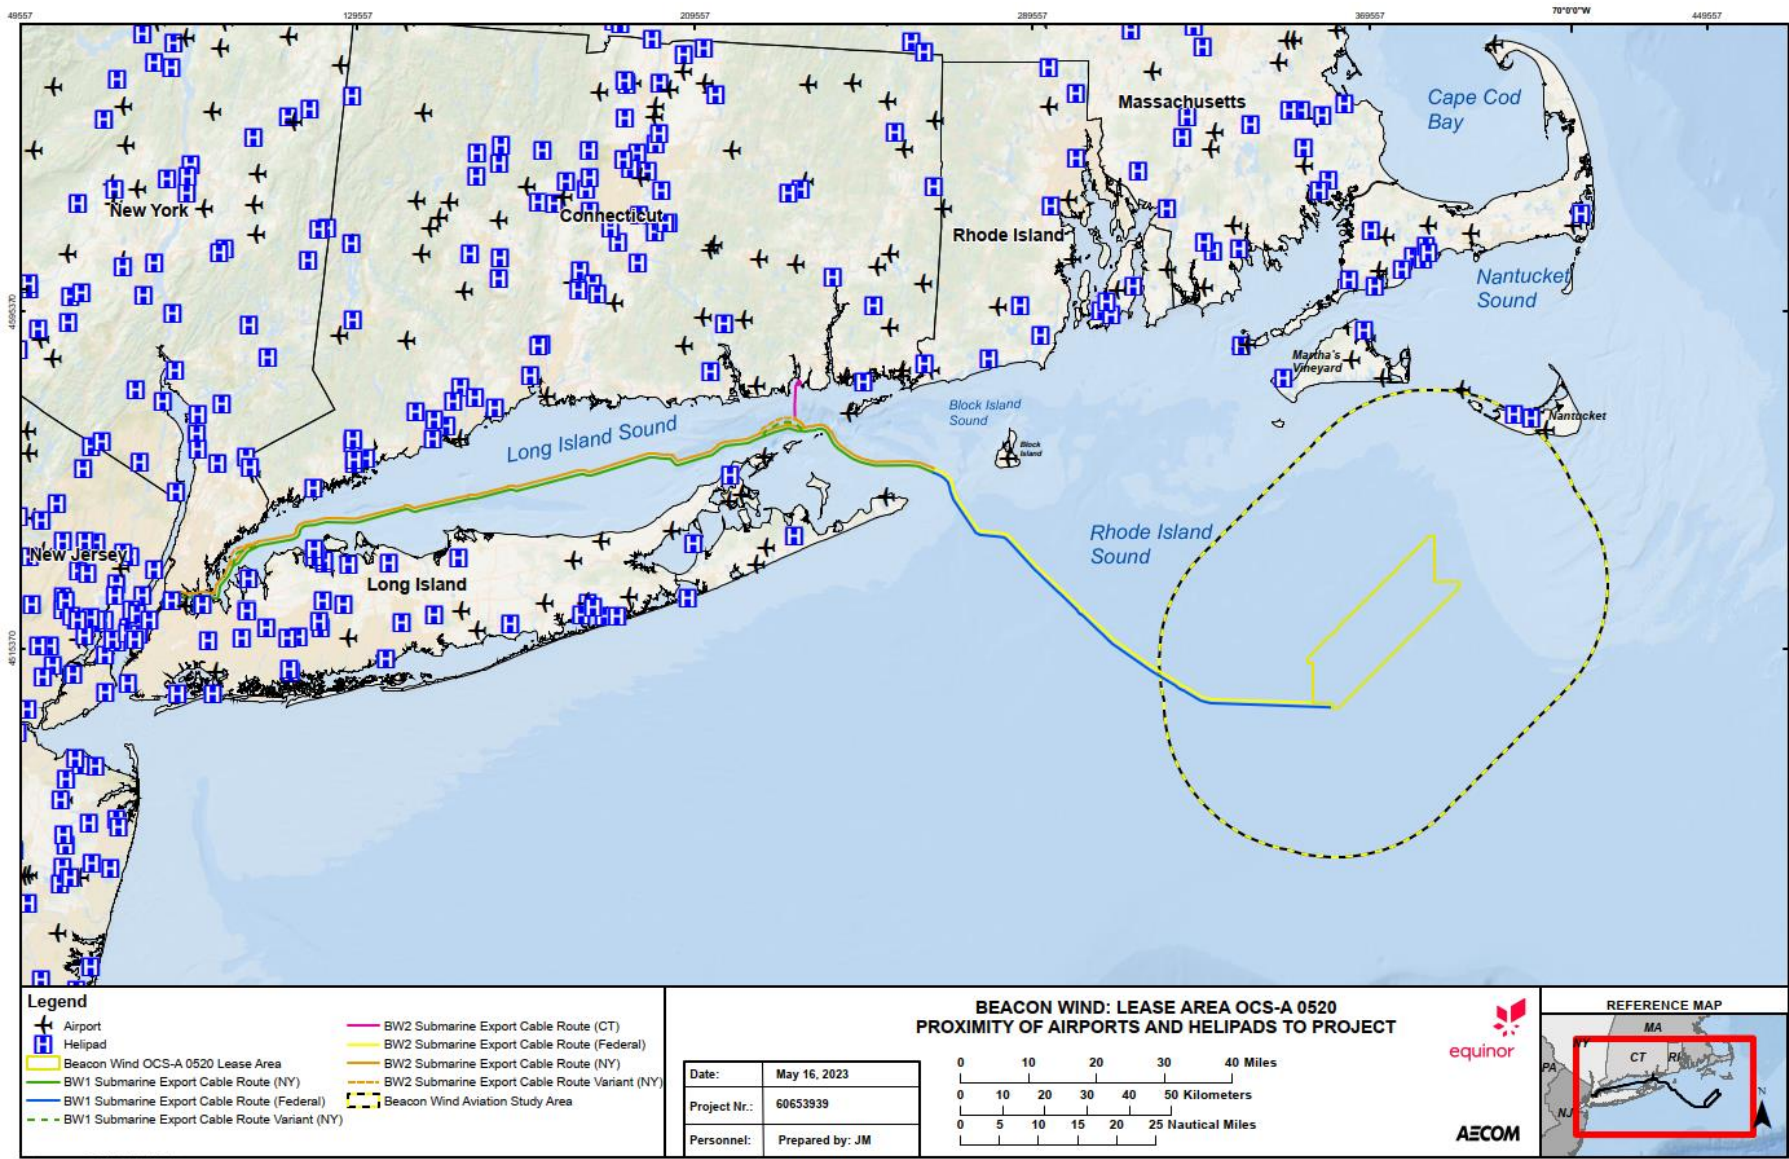 49557
129557
209557
289557
369557
70°0'0"W
449557
4595370
4515370
Massachusetts
Cape Cod
Bay
New York
Connecticut
Rhode Island
Nantucket
Sound
Martha's
Vineyard
Nantucket
Block Island
Sound
Block
Island
Long Island Sound
Rhode Island
Sound
New Jersey
Long Island
Legend
Airport
H Helipad
Beacon Wind OCS-A 0520 Lease Area
BW1 Submarine Export Cable Route (NY)
BW1 Submarine Export Cable Route (Federal)
BW1 Submarine Export Cable Route Variant (NY)
BW2 Submarine Export Cable Route (CT)
BW2 Submarine Export Cable Route (Federal)
BW2 Submarine Export Cable Route (NY)
BW2 Submarine Export Cable Route Variant (NY)
Beacon Wind Aviation Study Area
BEACON WIND: LEASE AREA OCS-A 0520
PROXIMITY OF AIRPORTS AND HELIPADS TO PROJECT
Date: May 16, 2023
Project Nr.: 60653939
Personnel: Prepared by: JM
0 10 20 30 40 Miles
0 10 20 30 40 50 Kilometers
0 5 10 15 20 25 Nautical Miles
equinor
AECOM
REFERENCE MAP
MA
NY
CT
RI
PA
NJ
N